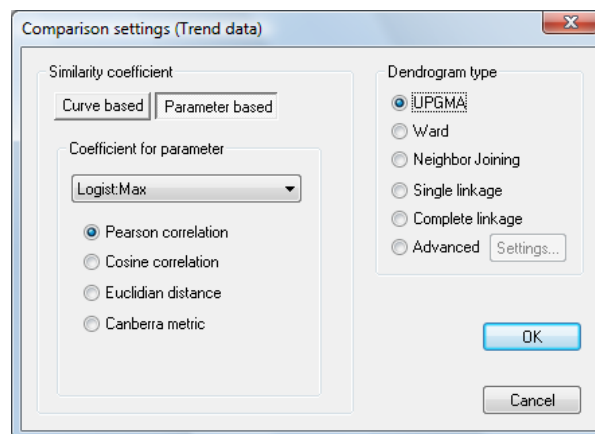 Comparison settings (Trend data)
Similarity coefficient
Curve based
Parameter based
Coefficient for parameter
Logist:Max
Pearson correlation
Cosine correlation
Euclidian distance
Canberra metric
Dendrogram type
UPGMA
Ward
Neighbor Joining
Single linkage
Complete linkage
Advanced
Settings...
OK
Cancel